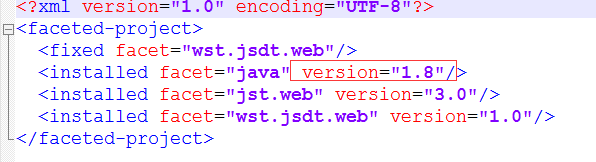 <?xml version="1.0" encoding="UTF-8"?>
<faceted-project>
<fixed facet="wst.jsdt.web"/>
<installed facet="java" version="1.8"/>
<installed facet="jst.web" version="3.0"/>
<installed facet="wst.jsdt.web" version="1.0"/>
</faceted-project>